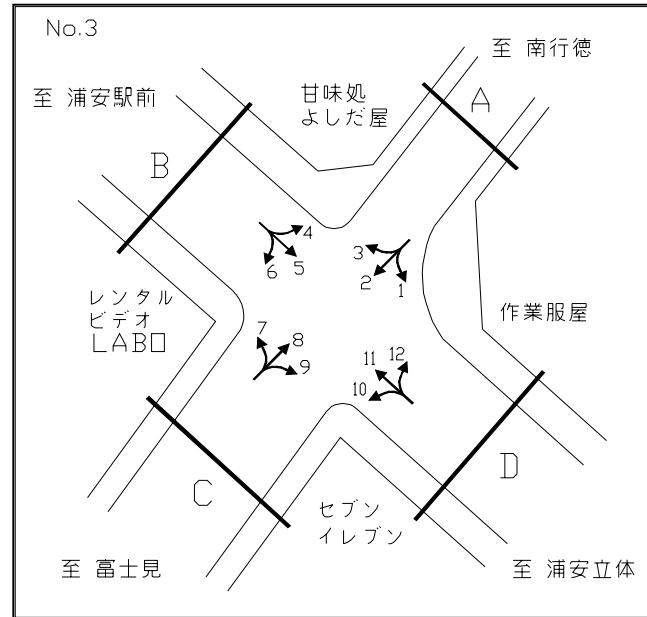 No.3
至 南行徳
至 浦安駅前
甘味処
よしだ屋
A
B
4
5
6
3
2
1
作業服屋
レンタル
ビデオ
LABO
7
8
9
11
12
10
D
C
セブン
イレブン
至 富士見
至 浦安立体